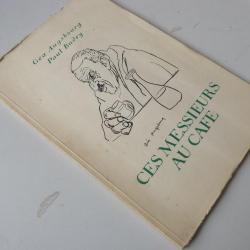 Géa Augsbourg
Paul Budry
CES MESSIEURS
AU CAFÉ